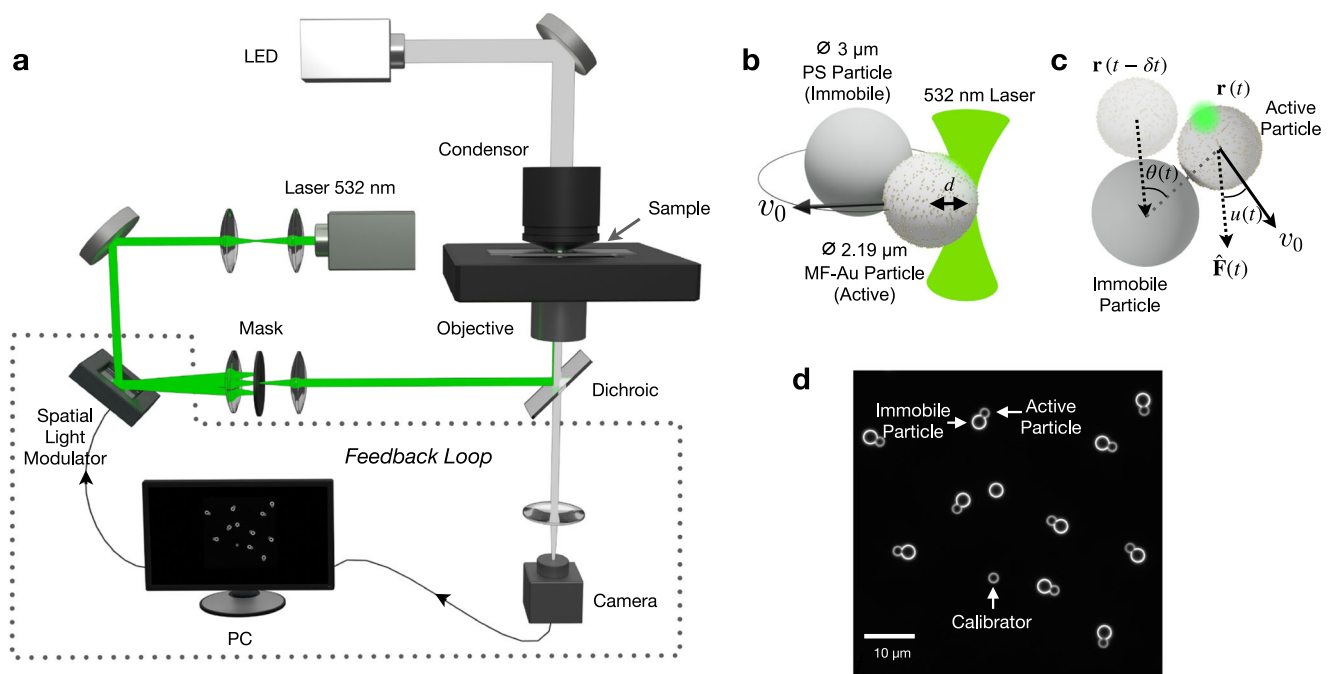 a
LED
Condensor
Laser 532 nm
Sample
Mask
Objective
Dichroic
Spatial
Light
Modulator
Feedback Loop
Camera
PC
b
Ø 3 µm
PS Particle
(Immobile)
532 nm Laser
d
v₀
Ø 2.19 µm
MF-Au Particle
(Active)
c
r (t − δt)
r (t)
Active
Particle
θ(t)
u(t)
v₀
F̂(t)
Immobile
Particle
d
Immobile
Particle
Active
Particle
Calibrator
10 µm